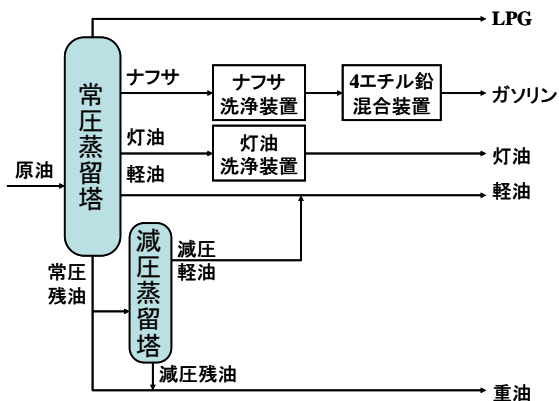 LPG
ナフサ
ナフサ
洗浄装置
4エチル鉛
混合装置
ガソリン
常圧蒸留塔
灯油
灯油
洗浄装置
灯油
原油
軽油
軽油
減圧蒸留塔
減圧
軽油
常圧
残油
減圧残油
重油